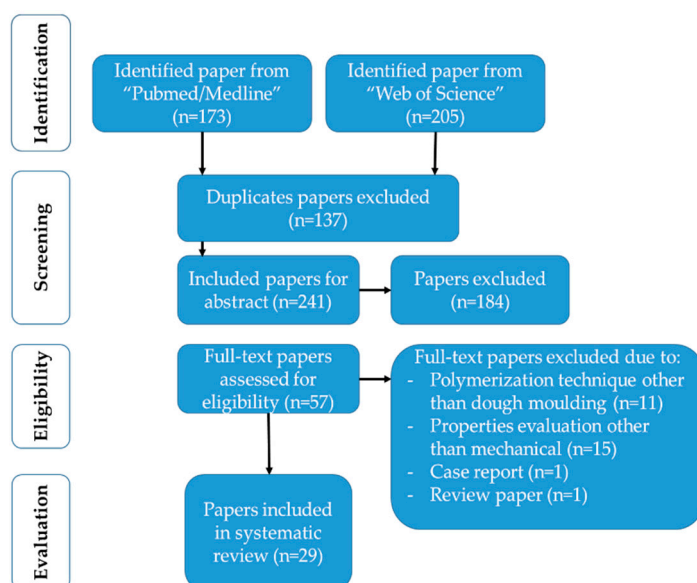 Identification
Identified paper from
“Pubmed/Medline”
(n=173)
Identified paper from
“Web of Science”
(n=205)
Screening
Duplicates papers excluded
(n=137)
Included papers for
abstract (n=241)
Papers excluded
(n=184)
Eligibility
Full-text papers
assessed for
eligibility (n=57)
Full-text papers excluded due to:
- Polymerization technique other
than dough moulding (n=11)
- Properties evaluation other
than mechanical (n=15)
- Case report (n=1)
- Review paper (n=1)
Evaluation
Papers included
in systematic
review (n=29)